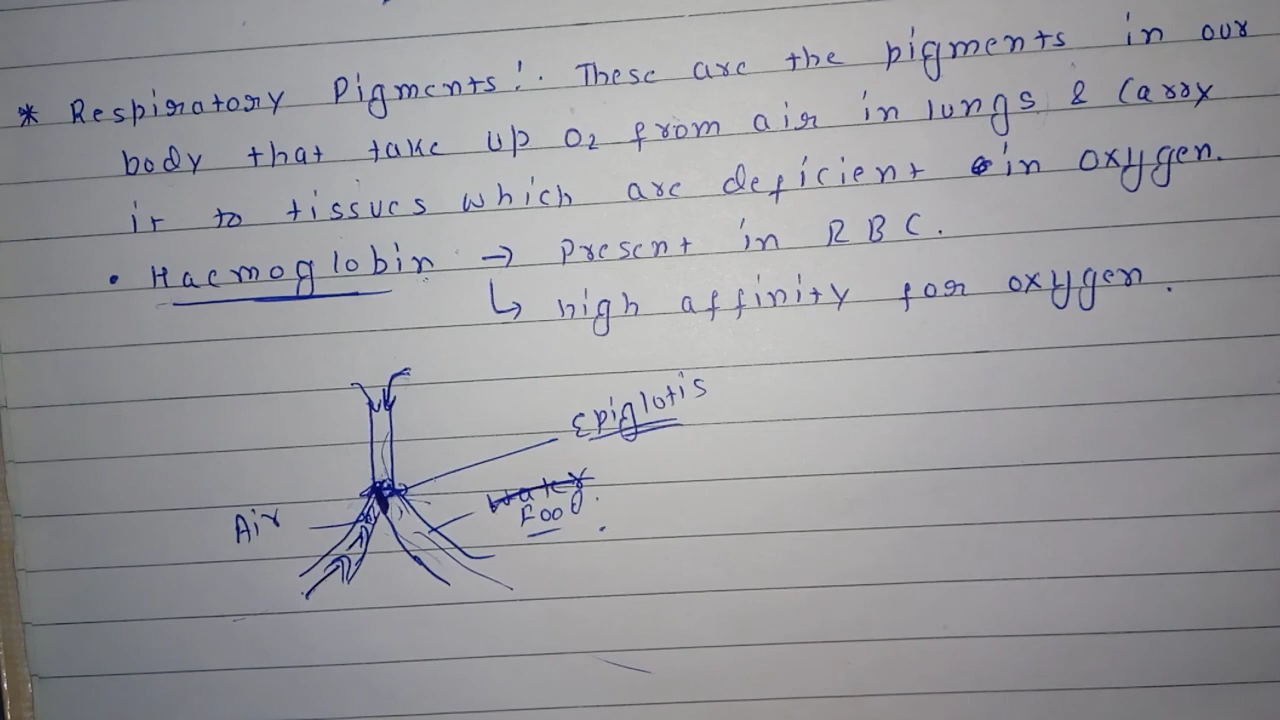 * Respiratory Pigments:. These are the pigments in our
body that take up O2 from air in lungs & Carry
it to tissues which are deficient in oxygen.
• Haemoglobin → Present in RBC.
↳ high affinity for oxygen.
Epiglotis
Water
Air
Food